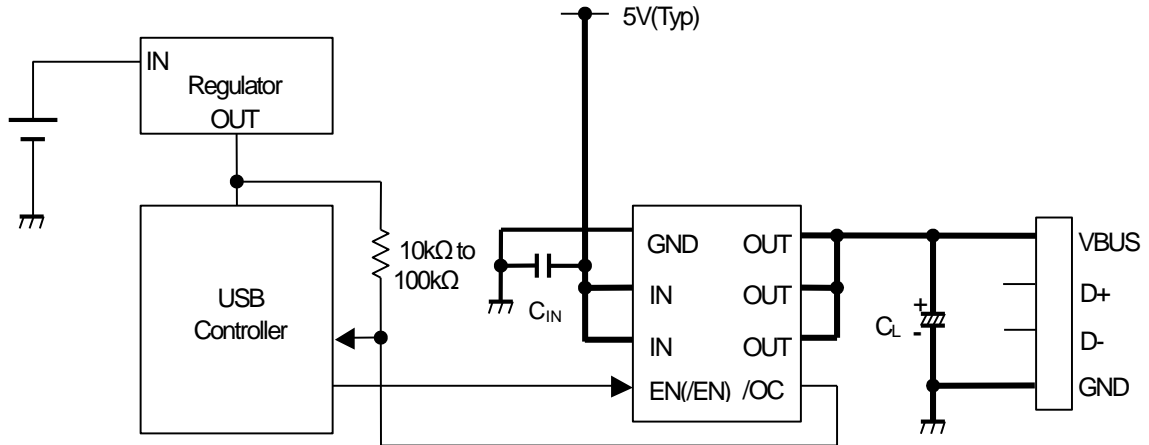 5V(Typ)
IN
Regulator
OUT
10kΩ to
100kΩ
USB
Controller
CIN
GND OUT
IN OUT
IN OUT
EN(/EN) /OC
+
CL
-
VBUS
D+
D-
GND